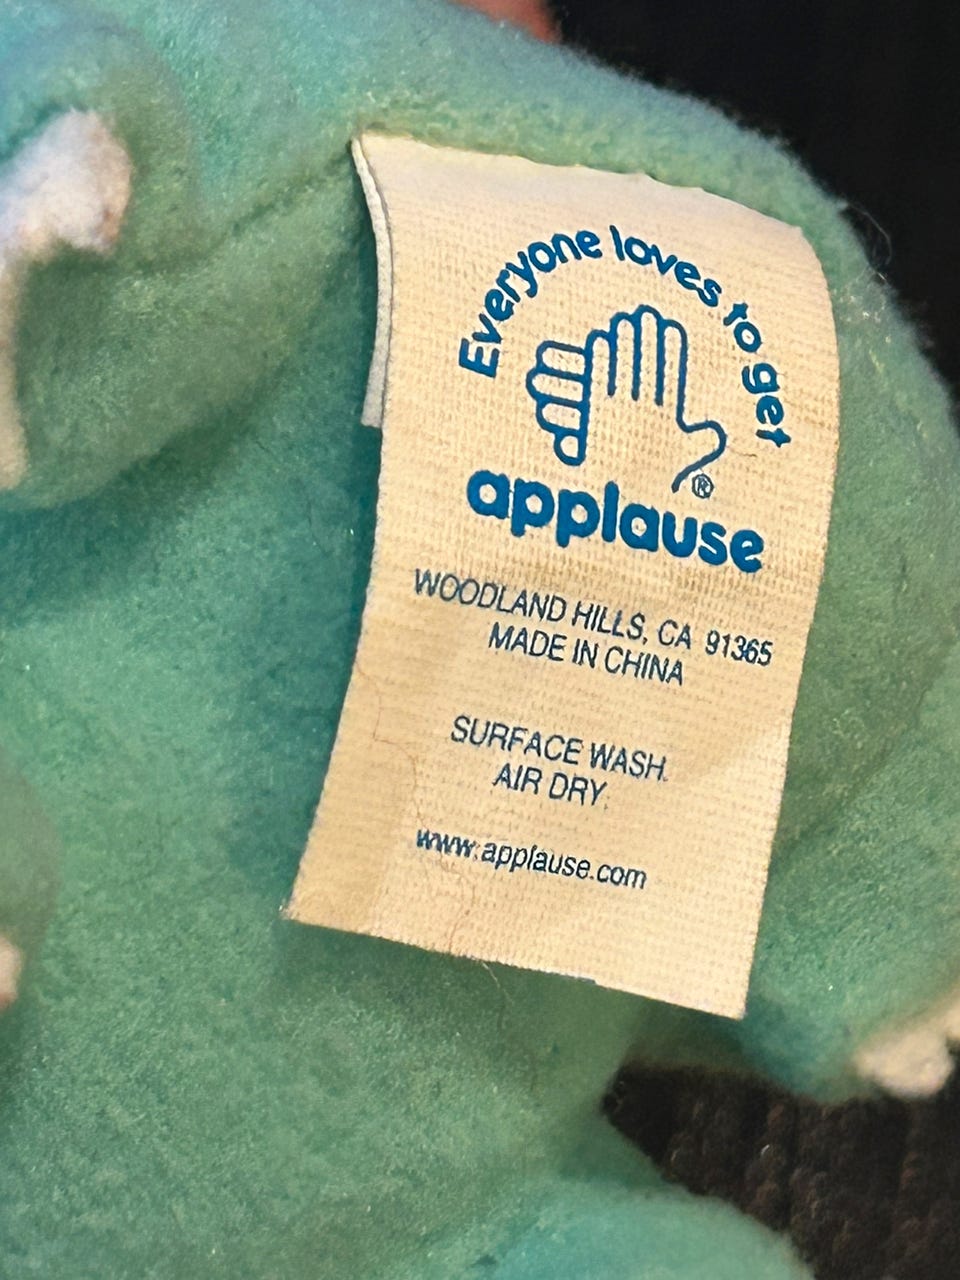 Everyone loves to get
®
applause
WOODLAND HILLS, CA 91365
MADE IN CHINA
SURFACE WASH
AIR DRY
www.applause.com